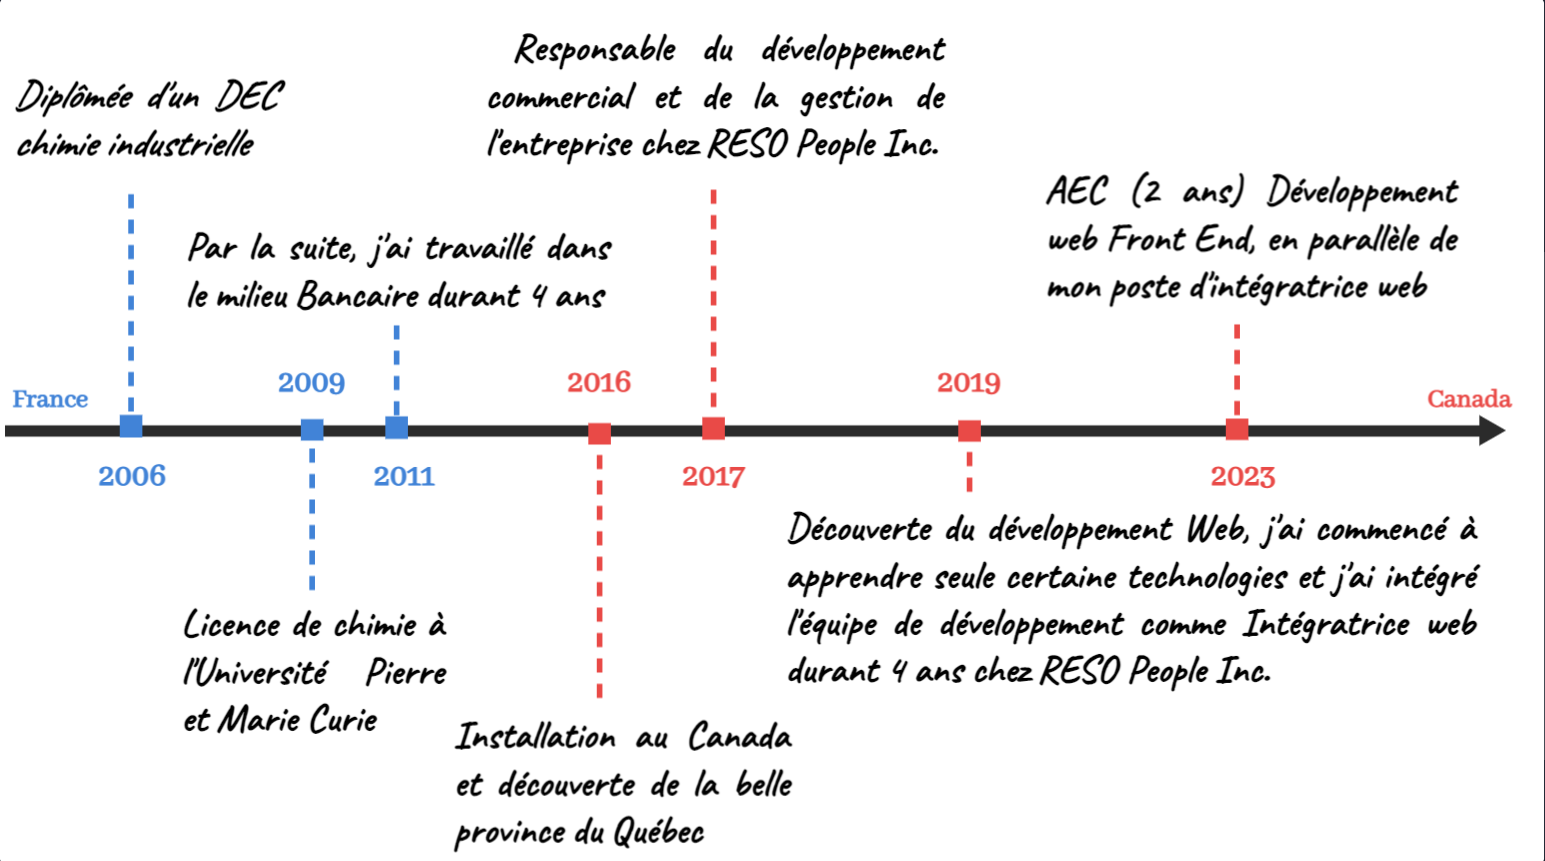 Diplômée d'un DEC
chimie industrielle
Responsable du développement
commercial et de la gestion de
l'entreprise chez RESO People Inc.
Par la suite, j'ai travaillé dans
le milieu Bancaire durant 4 ans
AEC (2 ans) Développement
web Front End, en parallèle de
mon poste d'intégratrice web
France
2009
2016
2019
Canada
2006
2011
2017
2023
Licence de chimie à
l'Université Pierre
et Marie Curie
Installation au Canada
et découverte de la belle
province du Québec
Découverte du développement Web, j'ai commencé à
apprendre seule certaine technologies et j'ai intégré
l'équipe de développement comme Intégratrice web
durant 4 ans chez RESO People Inc.